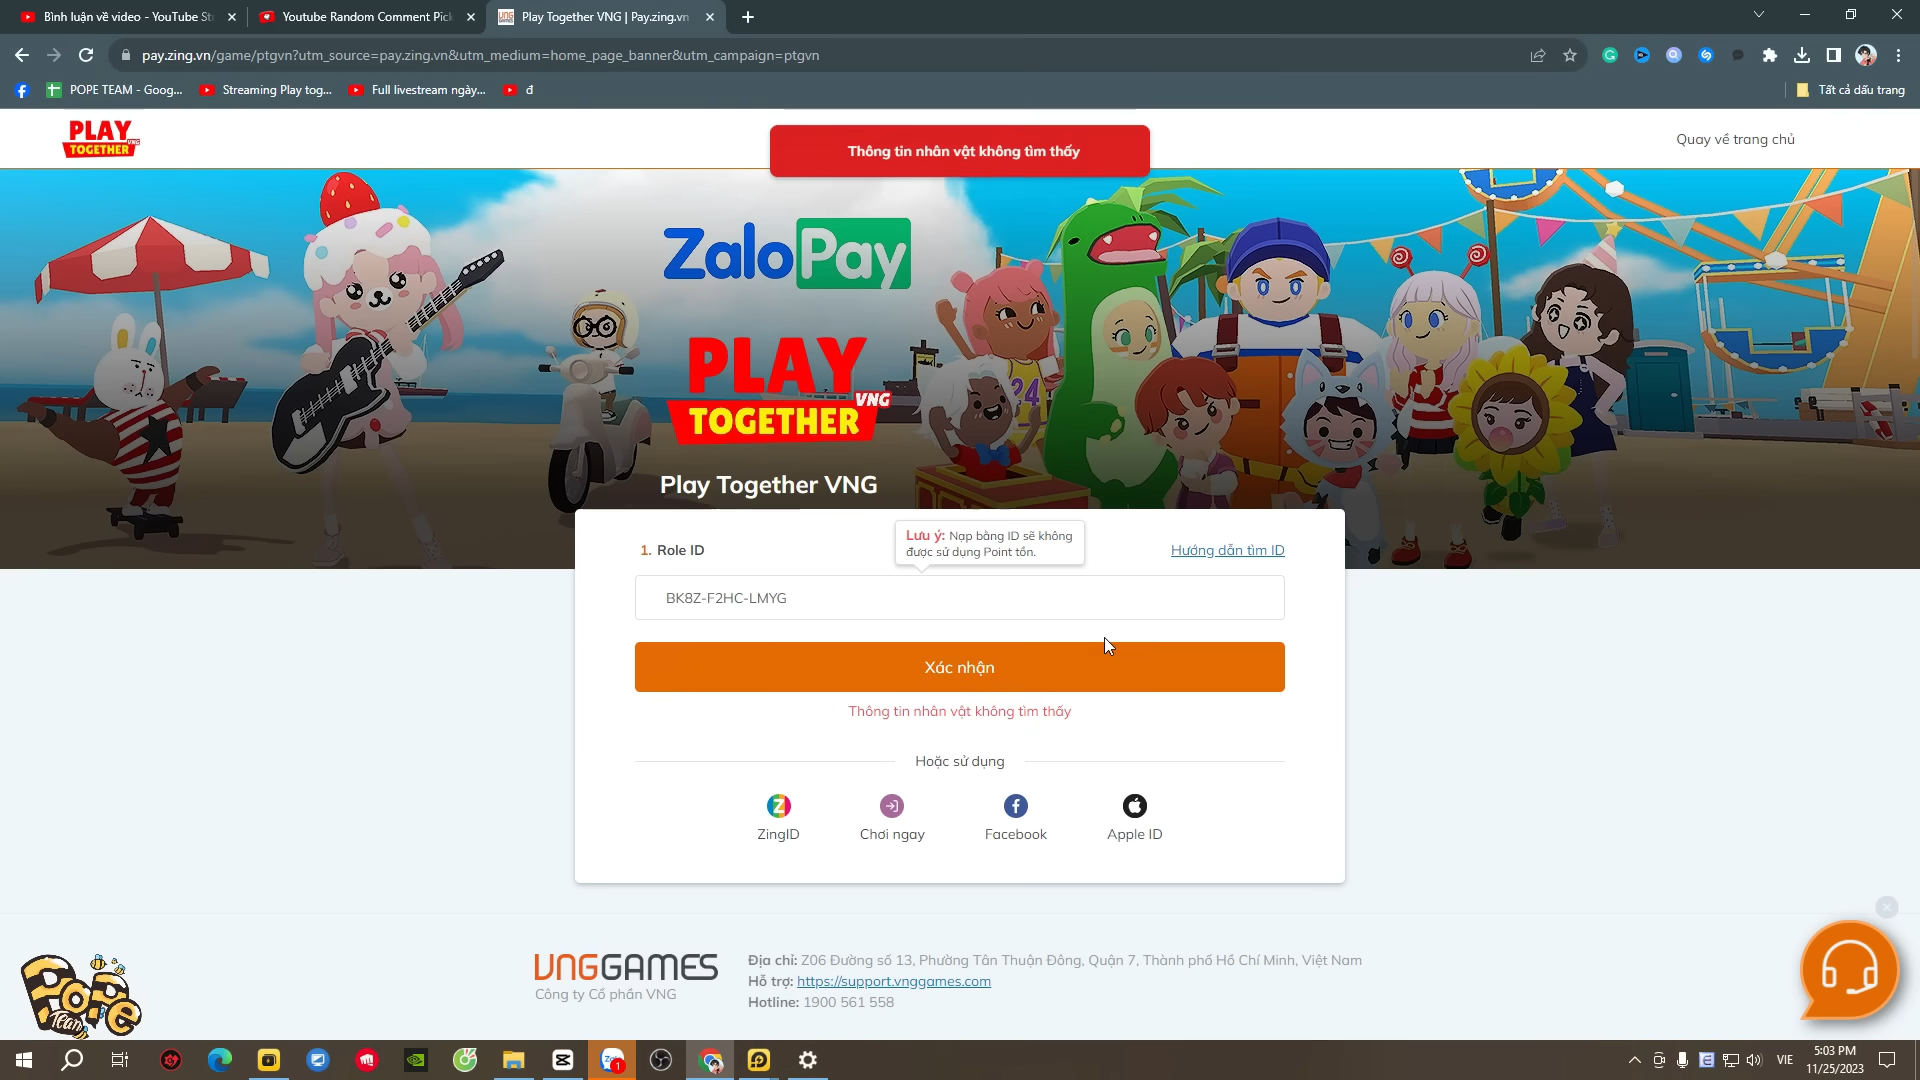 Bình luận về video - YouTube St
Youtube Random Comment Pick
Play Together VNG | Pay.zing.vn
pay.zing.vn/game/ptgvn?utm_source=pay.zing.vn&utm_medium=home_page_banner&utm_campaign=ptgvn
POPE TEAM - Goog...
Streaming Play tog...
Full livestream ngày...
đ
Tất cả dấu trang
PLAY
TOGETHER
VNG
Thông tin nhân vật không tìm thấy
Quay về trang chủ
ZaloPay
24
PLAY
TOGETHER
VNG
Play Together VNG
1. Role ID
Lưu ý: Nạp bằng ID sẽ không
được sử dụng Point tồn.
Hướng dẫn tìm ID
BK8Z-F2HC-LMYG
Xác nhận
Thông tin nhân vật không tìm thấy
Hoặc sử dụng
ZingID
Chơi ngay
Facebook
Apple ID
VNGGAMES
Công ty Cổ phần VNG
Địa chỉ: Z06 Đường số 13, Phường Tân Thuận Đông, Quận 7, Thành phố Hồ Chí Minh, Việt Nam
Hỗ trợ: https://support.vnggames.com
Hotline: 1900 561 558
PoPe
Team
VIE
5:03 PM
11/25/2023